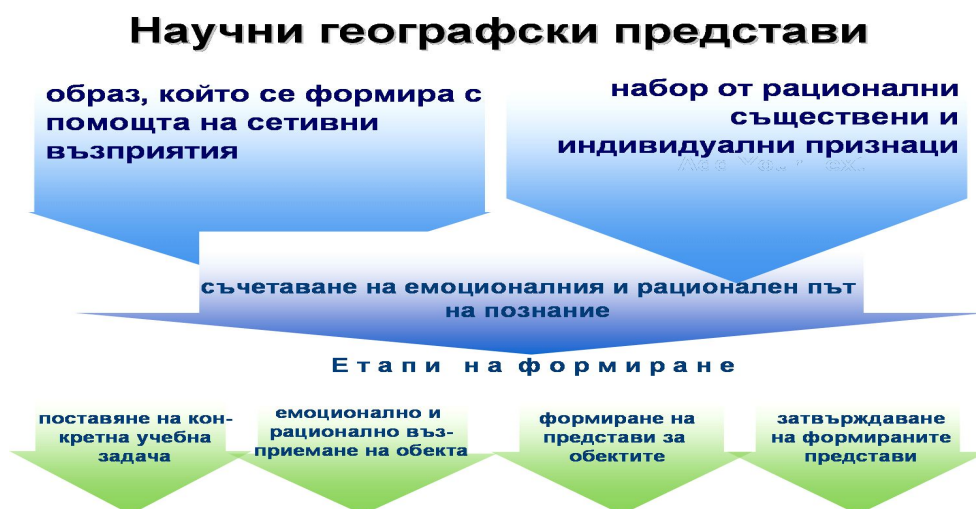 Научни географски представи
образ, който се формира с
помощта на сетивни
възприятия
набор от рационални
съществени и
индивидуални признаци
съчетаване на емоционалния и рационален път
на познание
Етапи на формиране
поставяне на кон-
кретна учебна
задача
емоционално и
рационално въз-
приемане на обекта
формиране на
представи за
обектите
затвърждаване
на формираните
представи